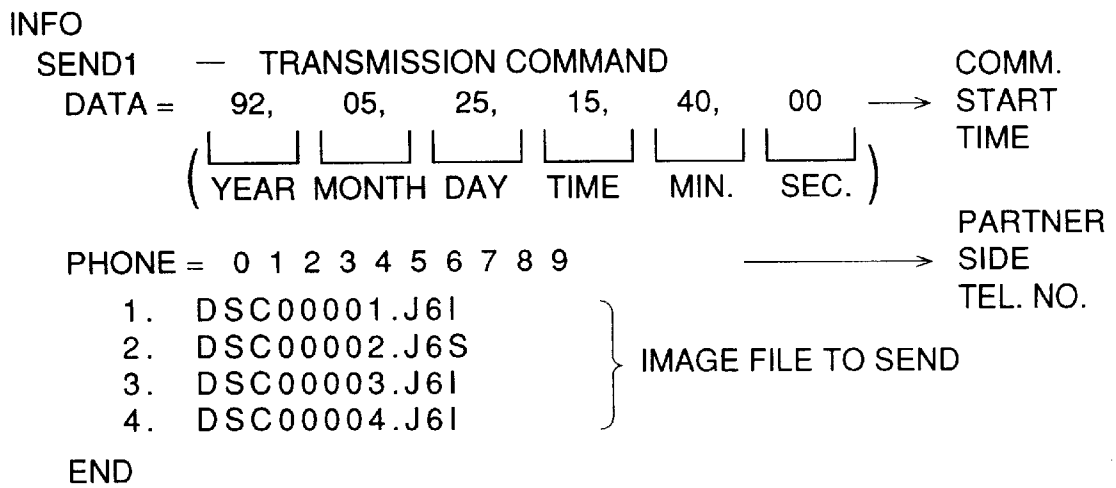 INFO
SEND1 — TRANSMISSION COMMAND
DATA = 92, 05, 25, 15, 40, 00 → COMM. START TIME
( YEAR MONTH DAY TIME MIN. SEC. )
PHONE = 0 1 2 3 4 5 6 7 8 9 → PARTNER SIDE TEL. NO.
1. DSC00001.J6I
2. DSC00002.J6S
3. DSC00003.J6I
4. DSC00004.J6I
IMAGE FILE TO SEND
END